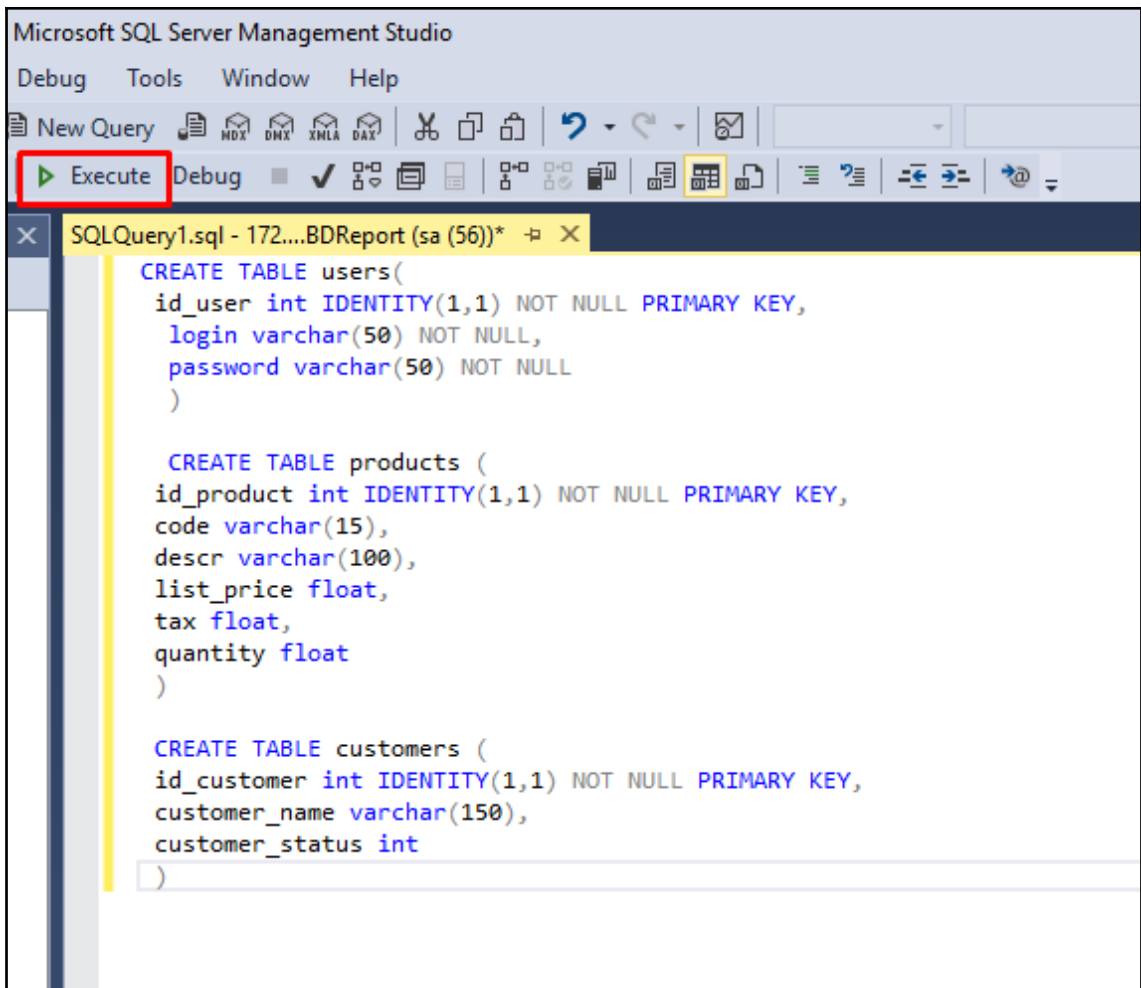 Microsoft SQL Server Management Studio
Debug Tools Window Help
New Query MDX DMX XMLA DAX
Execute Debug
SQLQuery1.sql - 172....BDReport (sa (56))*
CREATE TABLE users(
id_user int IDENTITY(1,1) NOT NULL PRIMARY KEY,
login varchar(50) NOT NULL,
password varchar(50) NOT NULL
)
CREATE TABLE products (
id_product int IDENTITY(1,1) NOT NULL PRIMARY KEY,
code varchar(15),
descr varchar(100),
list_price float,
tax float,
quantity float
)
CREATE TABLE customers (
id_customer int IDENTITY(1,1) NOT NULL PRIMARY KEY,
customer_name varchar(150),
customer_status int
)